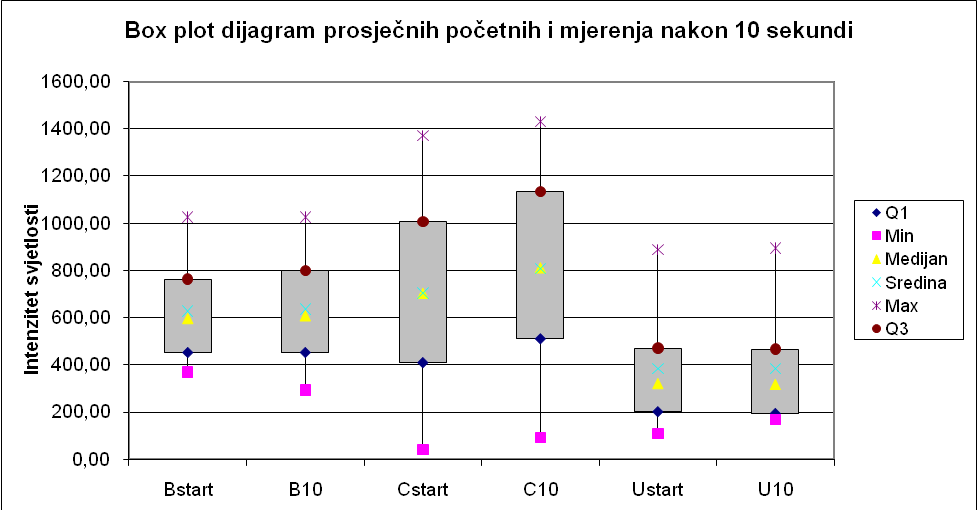 Box plot dijagram prosječnih početnih i mjerenja nakon 10 sekundi
Intenzitet svjetlosti
1600,00
1400,00
1200,00
1000,00
800,00
600,00
400,00
200,00
0,00
Bstart B10 Cstart C10 Ustart U10
Q1
Min
Medijan
Sredina
Max
Q3